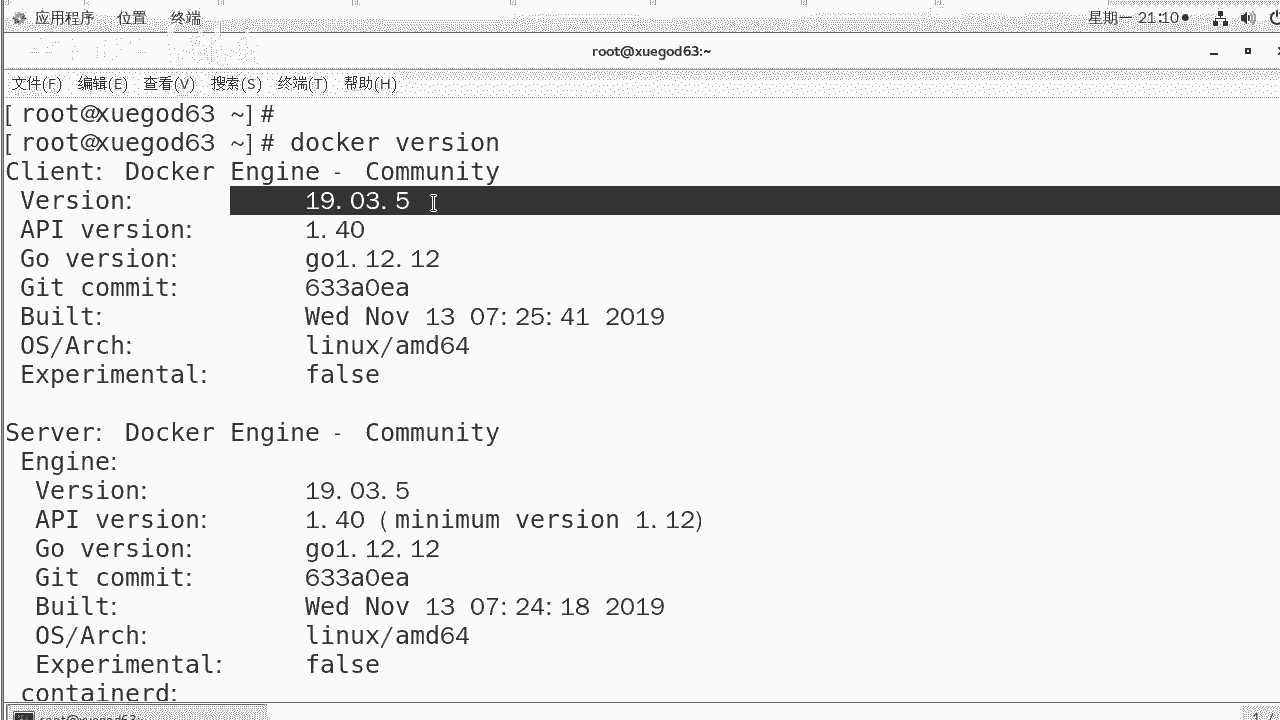 应用程序 位置 终端 星期一 21:10
root@xuegod63:~
文件(F) 编辑(E) 查看(V) 搜索(S) 终端(T) 帮助(H)
[root@xuegod63 ~]#
[root@xuegod63 ~]# docker version
Client: Docker Engine - Community
Version: 19.03.5
API version: 1.40
Go version: go1.12.12
Git commit: 633a0ea
Built: Wed Nov 13 07:25:41 2019
OS/Arch: linux/amd64
Experimental: false
Server: Docker Engine - Community
Engine:
Version: 19.03.5
API version: 1.40 (minimum version 1.12)
Go version: go1.12.12
Git commit: 633a0ea
Built: Wed Nov 13 07:24:18 2019
OS/Arch: linux/amd64
Experimental: false
containerd:
root@xuegod63: